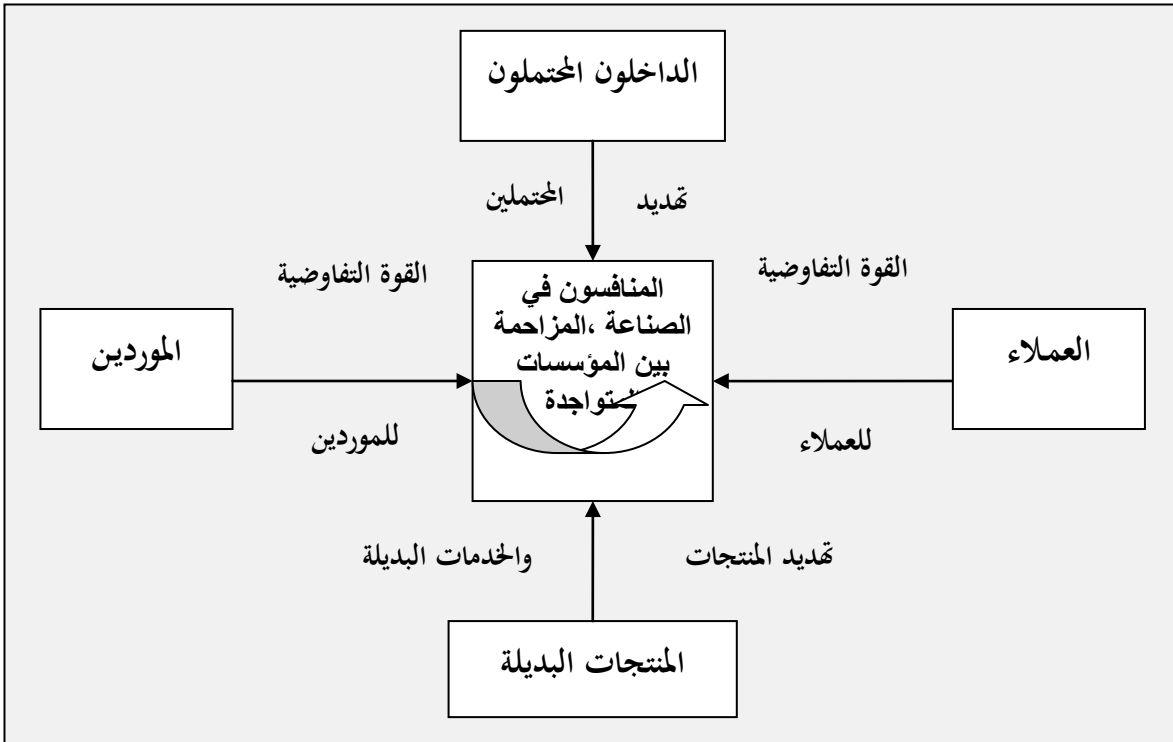 الداخلون المحتملون
تهديد المحتملين
القوة التفاوضية
القوة التفاوضية
المنافسون في
الصناعة ،المزاحمة
بين المؤسسات
العملاء
الموردين
للعملاء
للموردين
تهديد المنتجات والخدمات البديلة
المنتجات البديلة